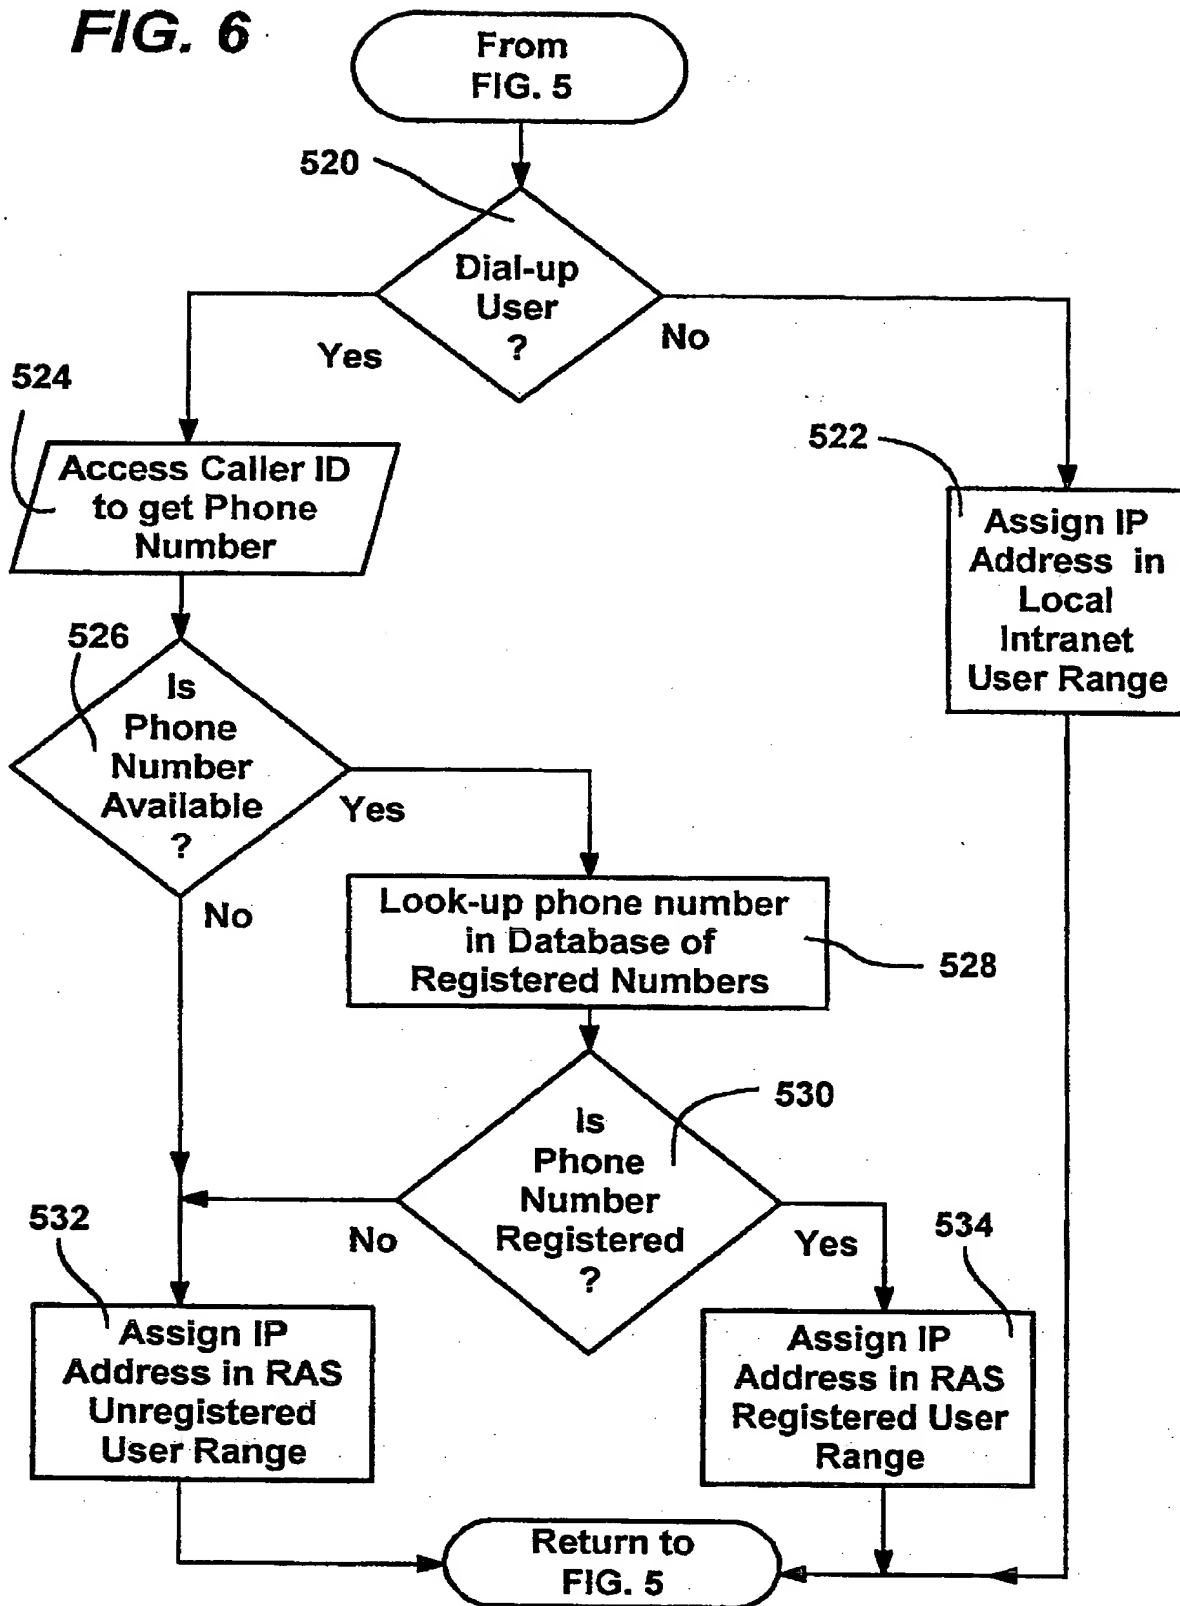 FIG. 6
From
FIG. 5
520
Dial-up
User
?
Yes
No
524
Access Caller ID
to get Phone
Number
522
Assign IP
Address in
Local
Intranet
User Range
526
Is
Phone
Number
Available
?
Yes
No
Look-up phone number
in Database of
Registered Numbers
528
530
Is
Phone
Number
Registered
?
No
Yes
532
534
Assign IP
Address in RAS
Unregistered
User Range
Assign IP
Address in RAS
Registered User
Range
Return to
FIG. 5